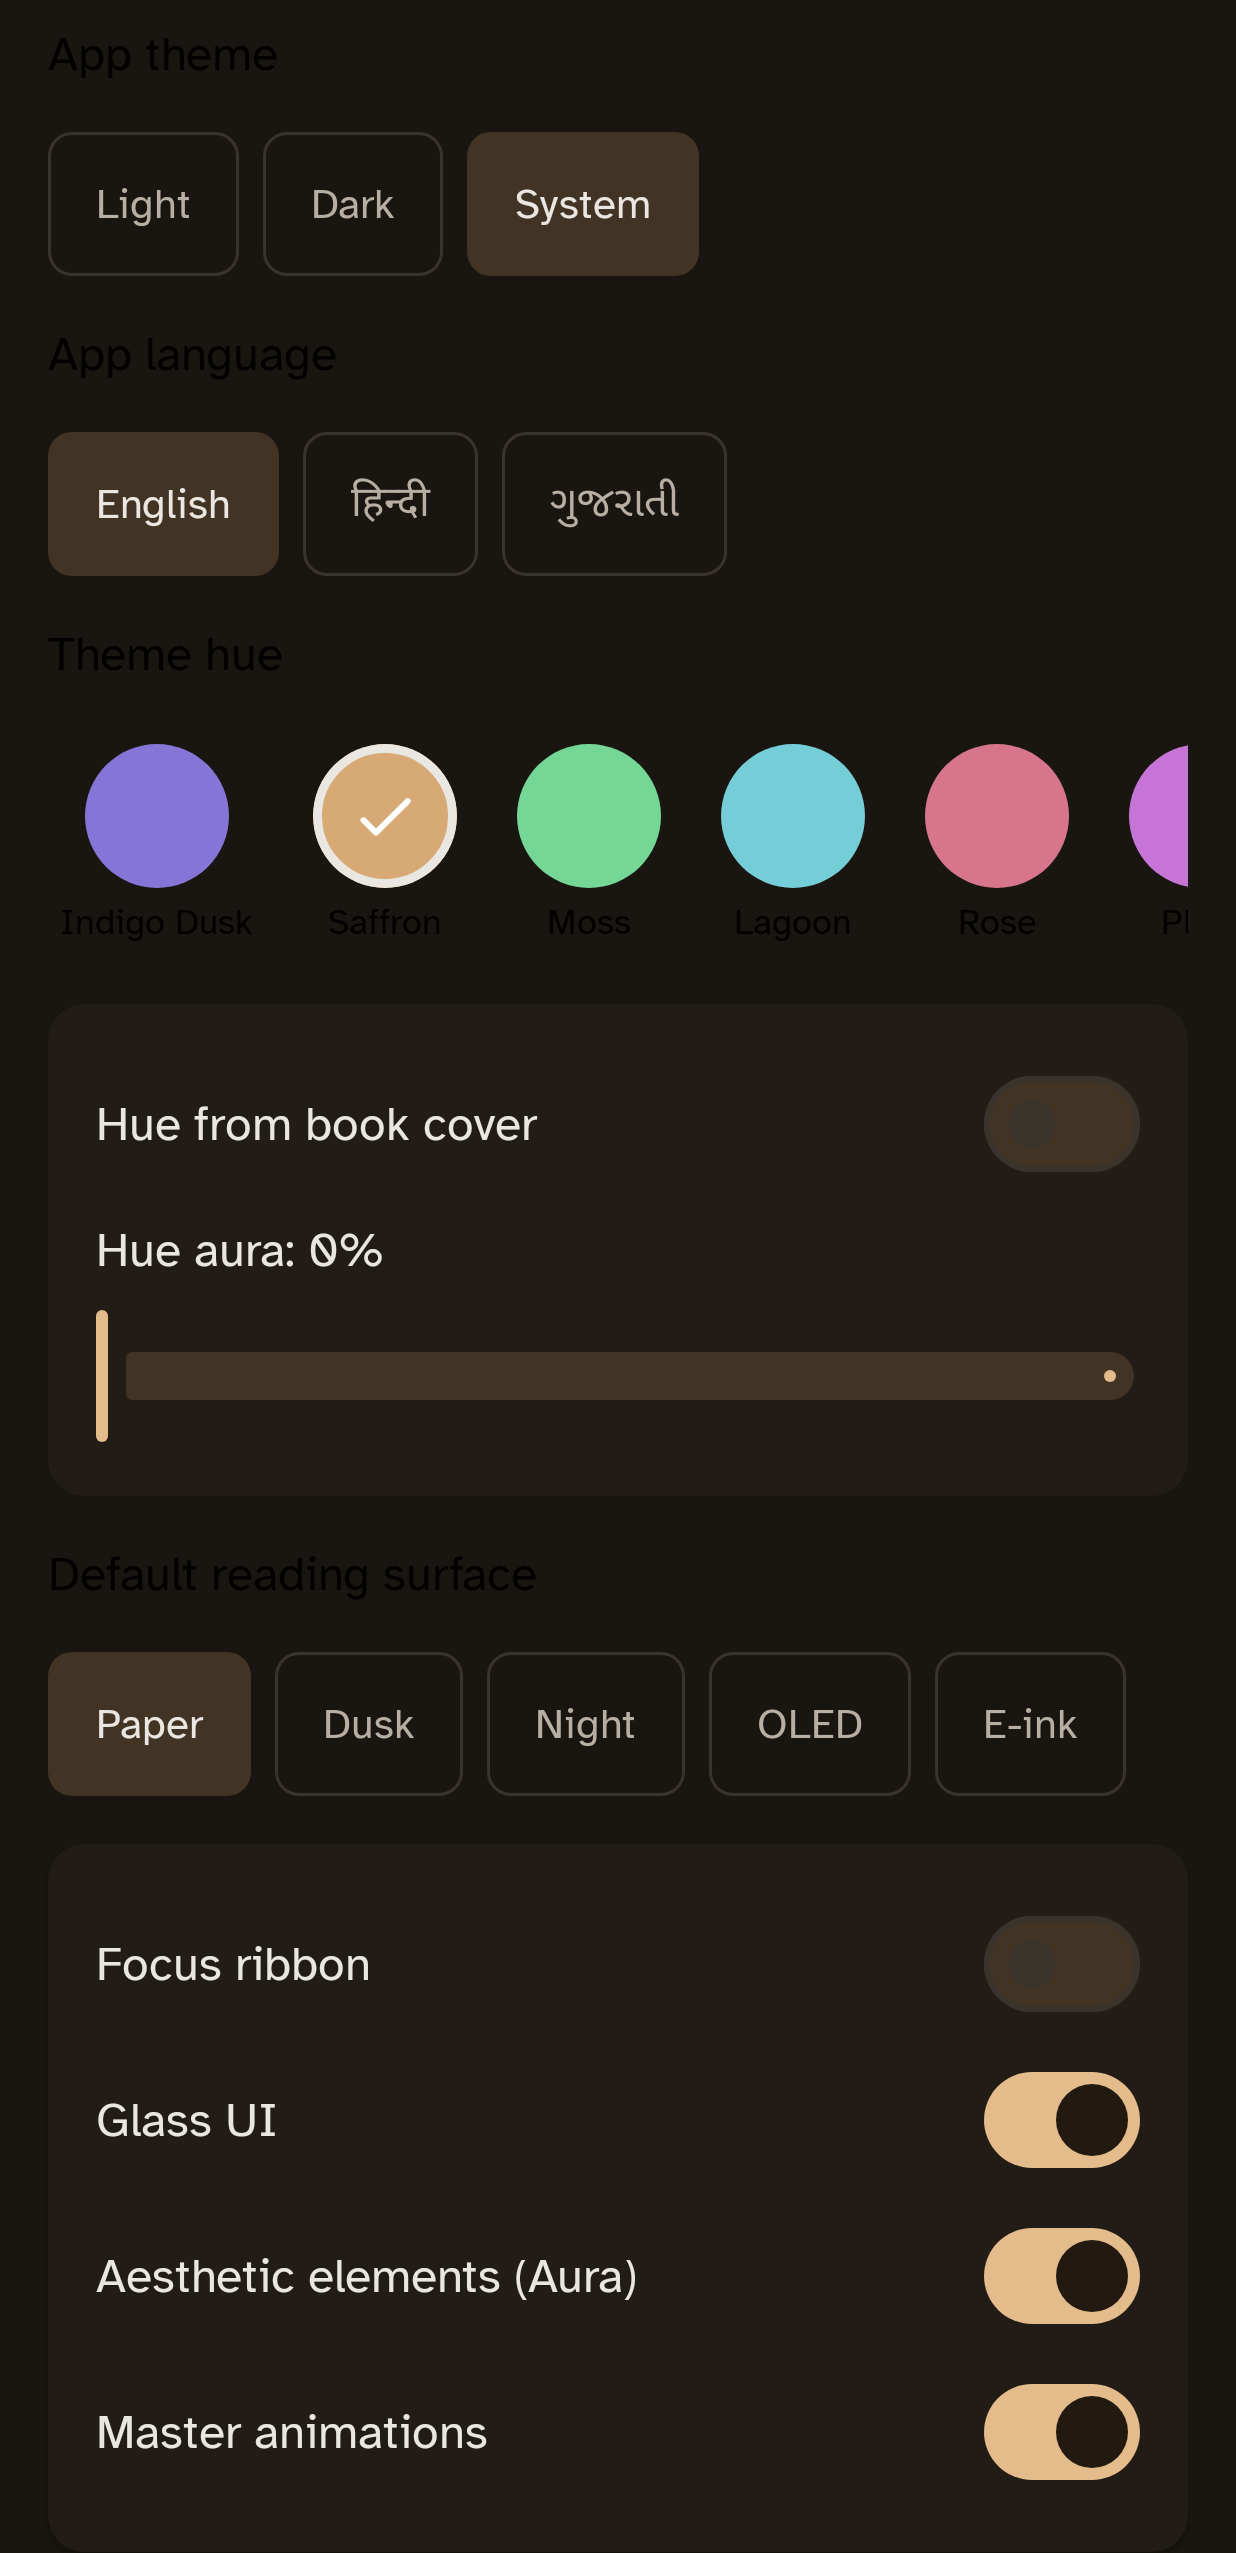 App theme
Light Dark System
App language
English हिन्दी ગુજરાતી
Theme hue
Indigo Dusk Saffron Moss Lagoon Rose
Hue from book cover
Hue aura: 0%
Default reading surface
Paper Dusk Night OLED E-ink
Focus ribbon
Glass UI
Aesthetic elements (Aura)
Master animations